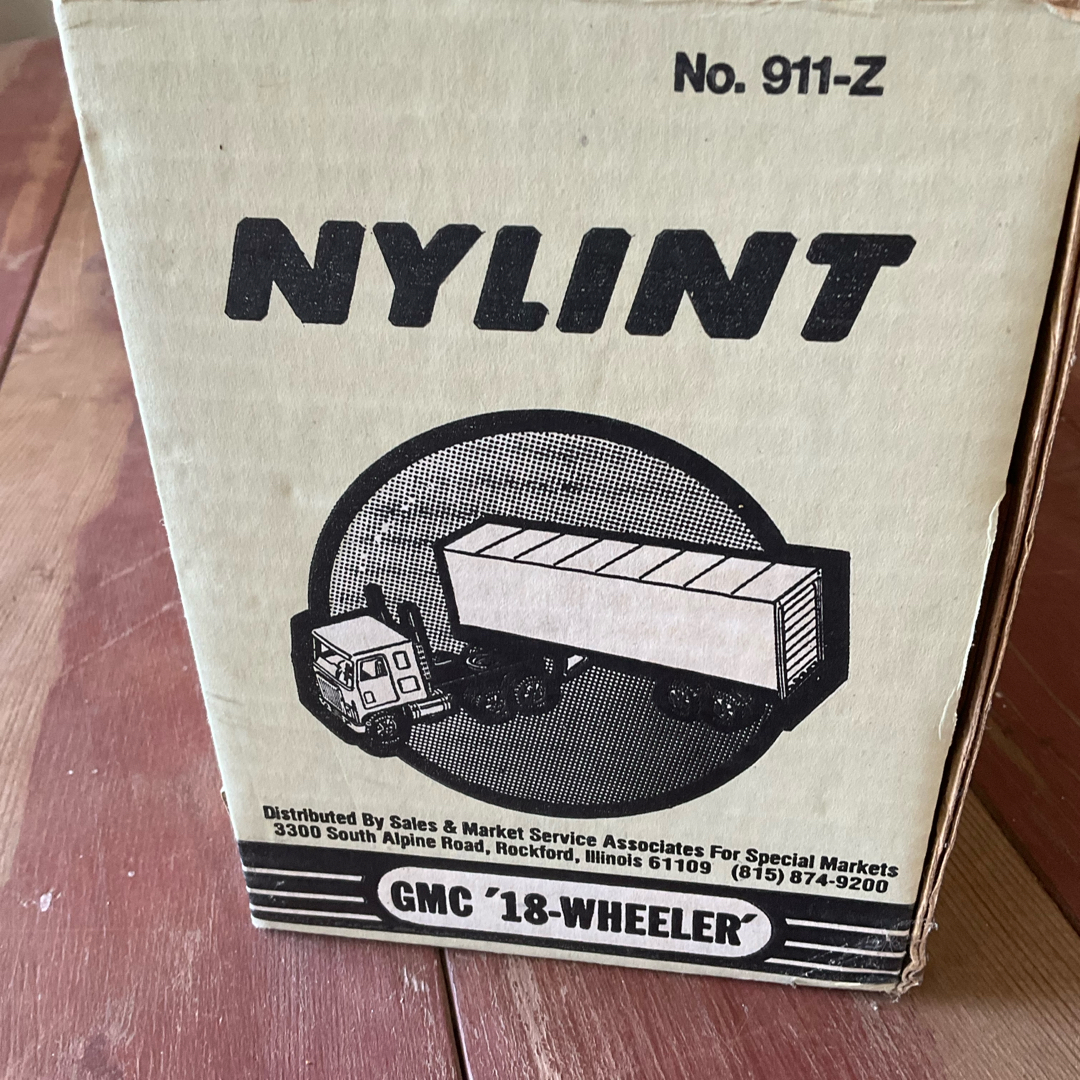 No. 911-Z
NYLINT
Distributed By Sales & Market Service Associates For Special Markets
3300 South Alpine Road, Rockford, Illinois 61109 (815) 874-9200
GMC ′18-WHEELER′